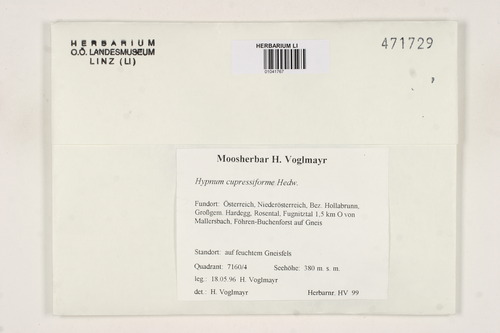 HERBARIUM
O.Ö. LANDESMUSEUM
LINZ (LI)
HERBARIUM LI
01041767
471729
Moosherbar H. Voglmayr
Hypnum cupressiforme Hedw.
Fundort: Österreich, Niederösterreich, Bez. Hollabrunn,
Großgem. Hardegg, Rosental, Fugnitztal 1,5 km O von
Mallersbach, Föhren-Buchenforst auf Gneis
Standort: auf feuchtem Gneisfels
Quadrant: 7160/4 Seehöhe: 380 m. s. m.
leg.: 18.05.96 H. Voglmayr
det.: H. Voglmayr Herbarnr. HV 99